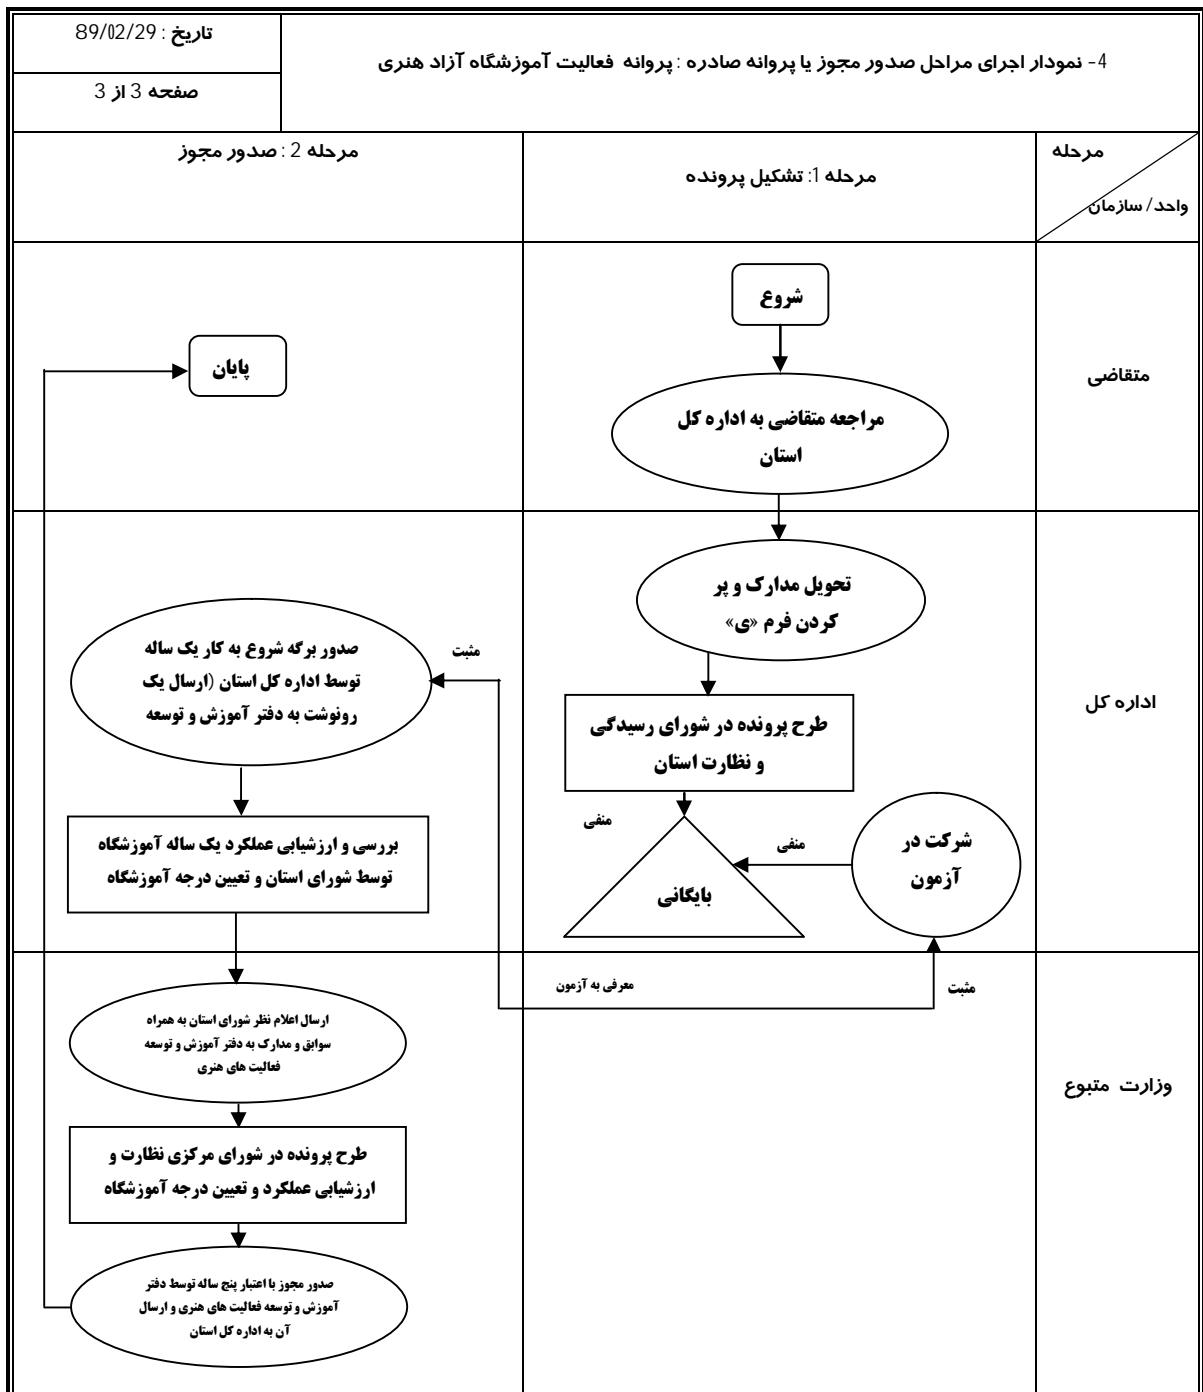 4- نمودار اجرای مراحل صدور مجوز یا پروانه صادره : پروانه فعالیت آموزشگاه آزاد هنری
تاریخ : 89/02/29
صفحه 3 از 3
مرحله
واحد/ سازمان
مرحله 1: تشکیل پرونده
مرحله 2 : صدور مجوز
متقاضی
شروع
مراجعه متقاضی به اداره کل
استان
پایان
اداره کل
تحویل مدارک و پر
کردن فرم «ی»
طرح پرونده در شورای رسیدگی
و نظارت استان
منفی
بایگانی
منفی
شرکت در
آزمون
مثبت
صدور برگه شروع به کار یک ساله
توسط اداره کل استان (ارسال یک
رونوشت به دفتر آموزش و توسعه
بررسی و ارزشیابی عملکرد یک ساله آموزشگاه
توسط شورای استان و تعیین درجه آموزشگاه
وزارت متبوع
مثبت
معرفی به آزمون
ارسال اعلام نظر شورای استان به همراه
سوابق و مدارک به دفتر آموزش و توسعه
فعالیت های هنری
طرح پرونده در شورای مرکزی نظارت و
ارزشیابی عملکرد و تعیین درجه آموزشگاه
صدور مجوز با اعتبار پنج ساله توسط دفتر
آموزش و توسعه فعالیت های هنری و ارسال
آن به اداره کل استان